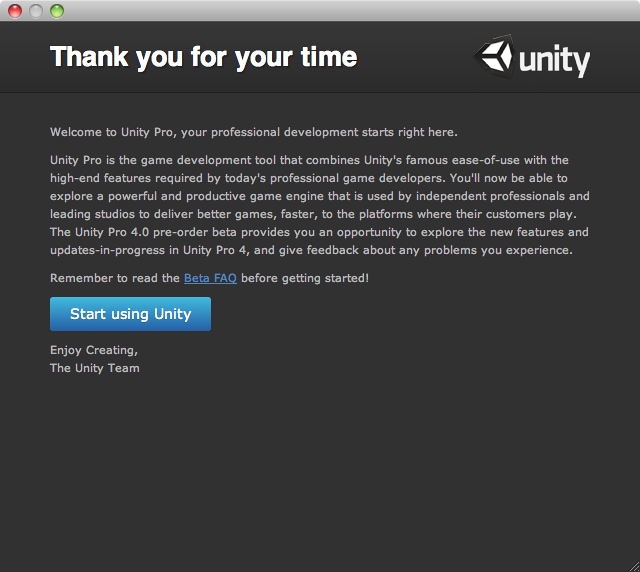 Thank you for your time
unity
Welcome to Unity Pro, your professional development starts right here.
Unity Pro is the game development tool that combines Unity's famous ease-of-use with the
high-end features required by today's professional game developers. You'll now be able to
explore a powerful and productive game engine that is used by independent professionals and
leading studios to deliver better games, faster, to the platforms where their customers play.
The Unity Pro 4.0 pre-order beta provides you an opportunity to explore the new features and
updates-in-progress in Unity Pro 4, and give feedback about any problems you experience.
Remember to read the Beta FAQ before getting started!
Start using Unity
Enjoy Creating,
The Unity Team